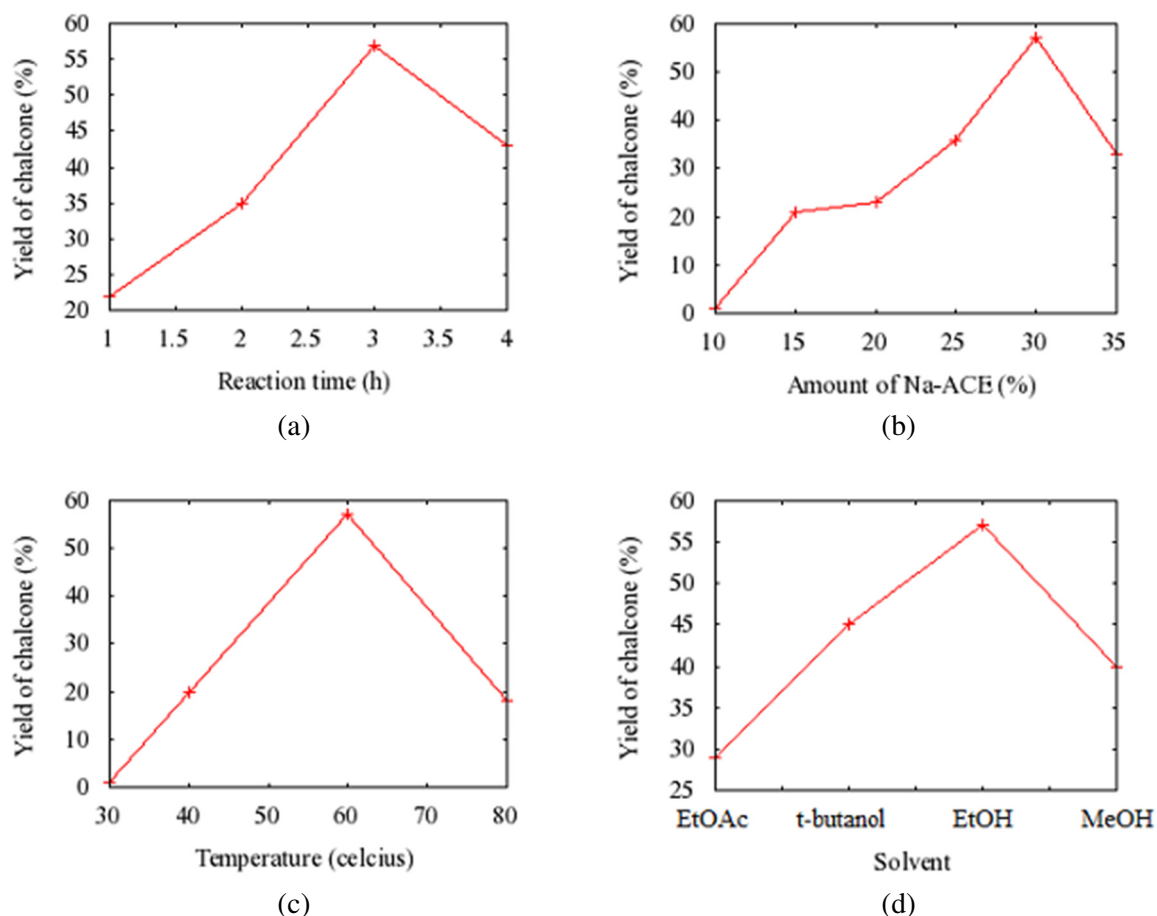 60
55
50
45
40
35
30
25
20
Yield of chalcone (%)
1 1.5 2 2.5 3 3.5 4
Reaction time (h)
(a)
60
50
40
30
20
10
0
Yield of chalcone (%)
10 15 20 25 30 35
Amount of Na-ACE (%)
(b)
60
50
40
30
20
10
0
Yield of chalcone (%)
30 40 50 60 70 80
Temperature (celcius)
(c)
60
55
50
45
40
35
30
25
Yield of chalcone (%)
EtOAc t-butanol EtOH MeOH
Solvent
(d)